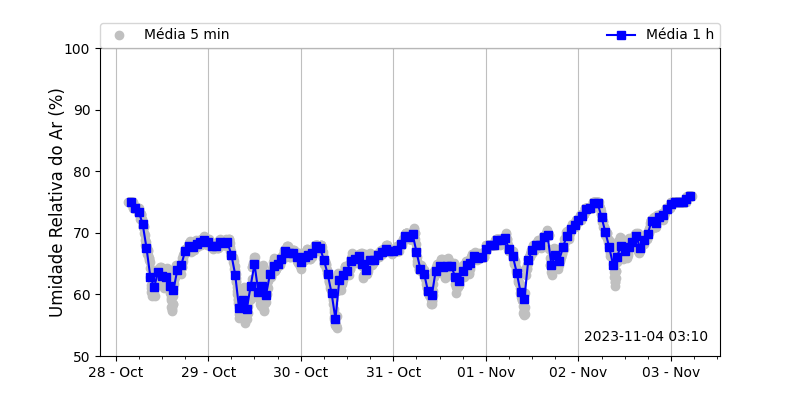 Média 5 min
Média 1 h
Umidade Relativa do Ar (%)
100
90
80
70
60
50
2023-11-04 03:10
28 - Oct
29 - Oct
30 - Oct
31 - Oct
01 - Nov
02 - Nov
03 - Nov